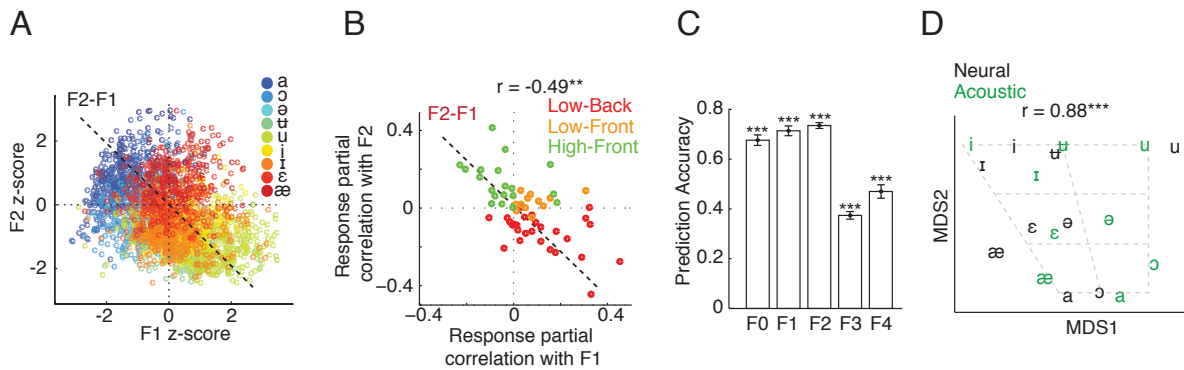 A
F2-F1
a
ɔ
ə
ʉ
u
i
ɪ
ɛ
æ
2
0
-2
F2 z-score
-2
0
2
F1 z-score
B
r = -0.49**
F2-F1
Low-Back
Low-Front
High-Front
0.4
0
-0.4
Response partial
correlation with F2
-0.4
0
0.4
Response partial
correlation with F1
C
0.8
0.6
0.4
0.2
0
Prediction Accuracy
***
***
***
***
***
F0
F1
F2
F3
F4
D
Neural
Acoustic
r = 0.88***
i
i
ʉ
ʉ
u
u
ɪ
ɪ
ə
ə
ɛ
ɛ
æ
æ
ɔ
ɔ
a
a
MDS2
MDS1